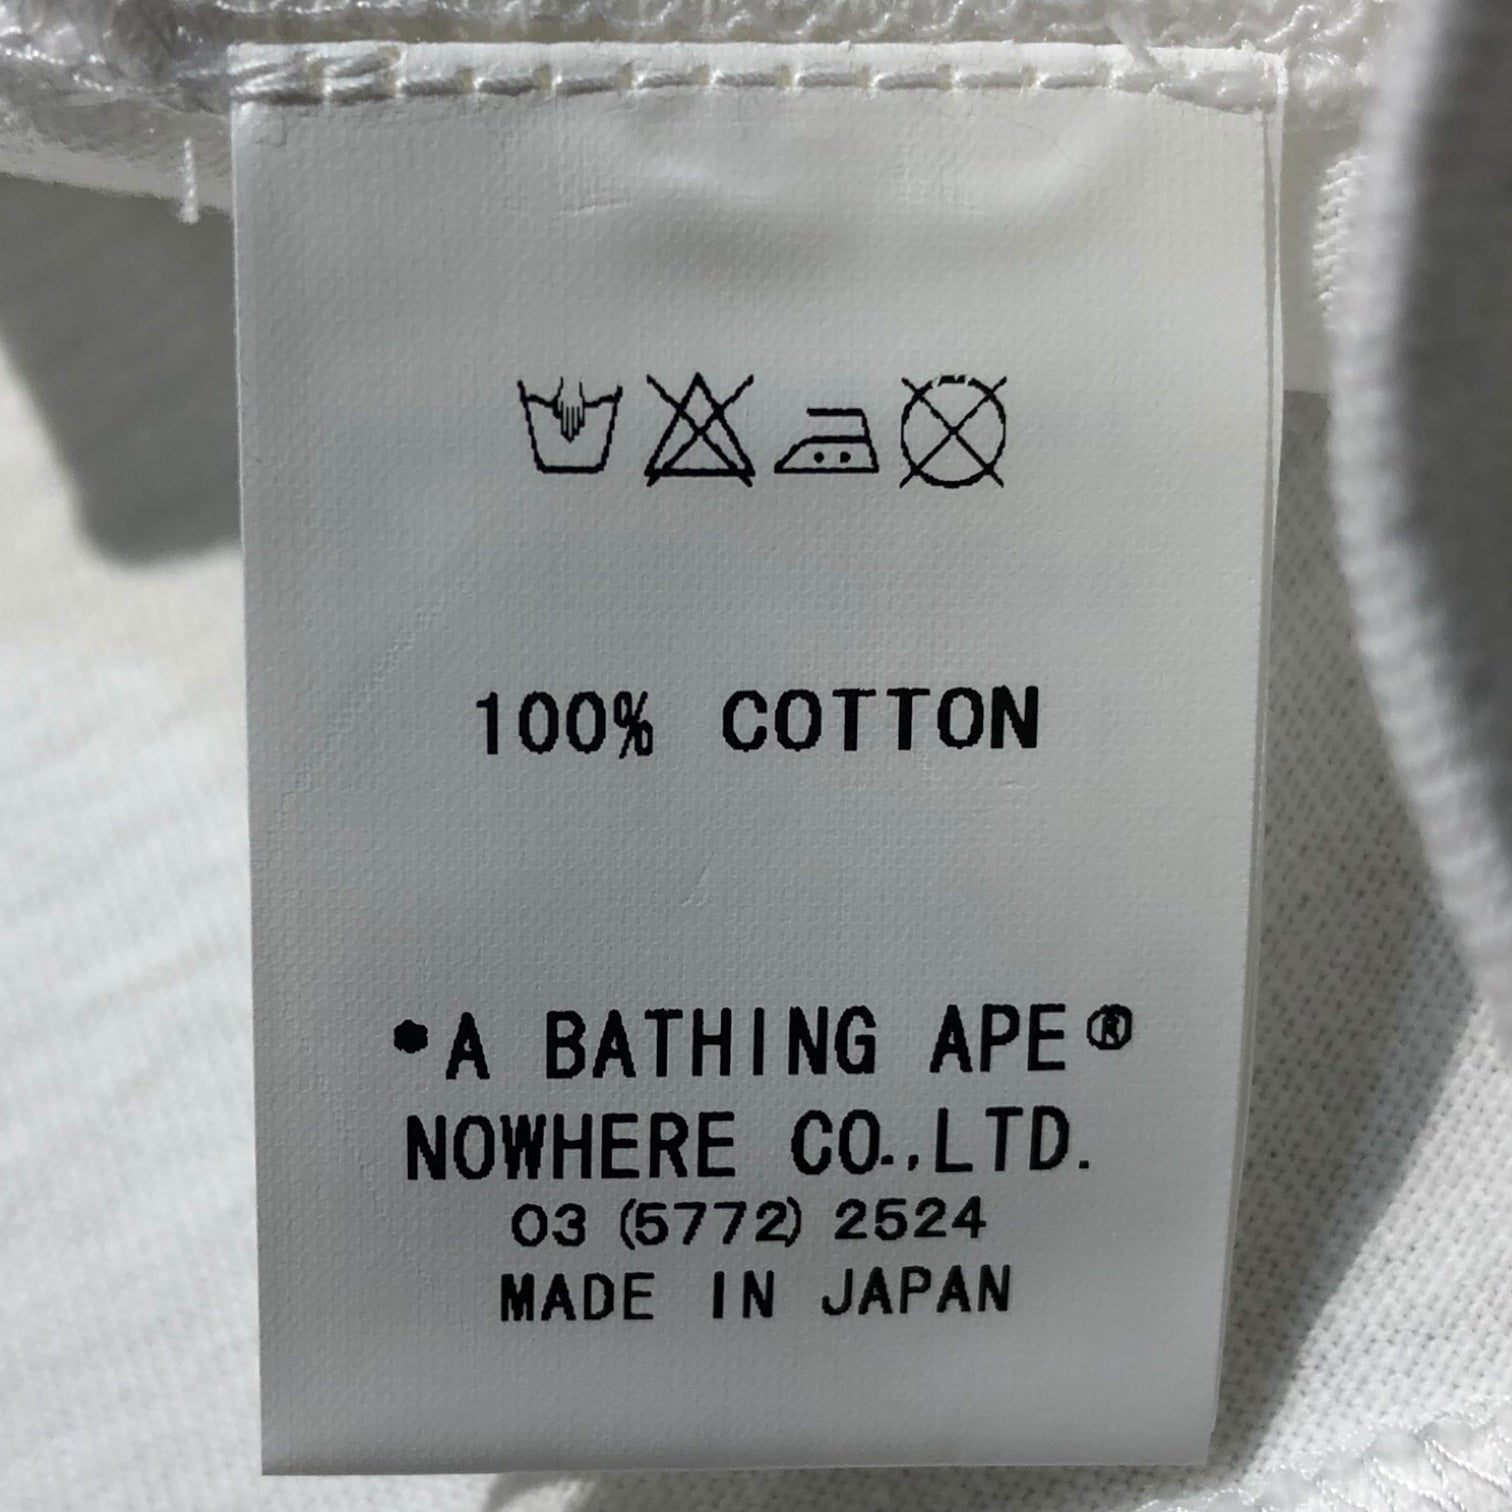 100% COTTON
•A BATHING APE®
NOWHERE CO.,LTD.
03 (5772) 2524
MADE IN JAPAN